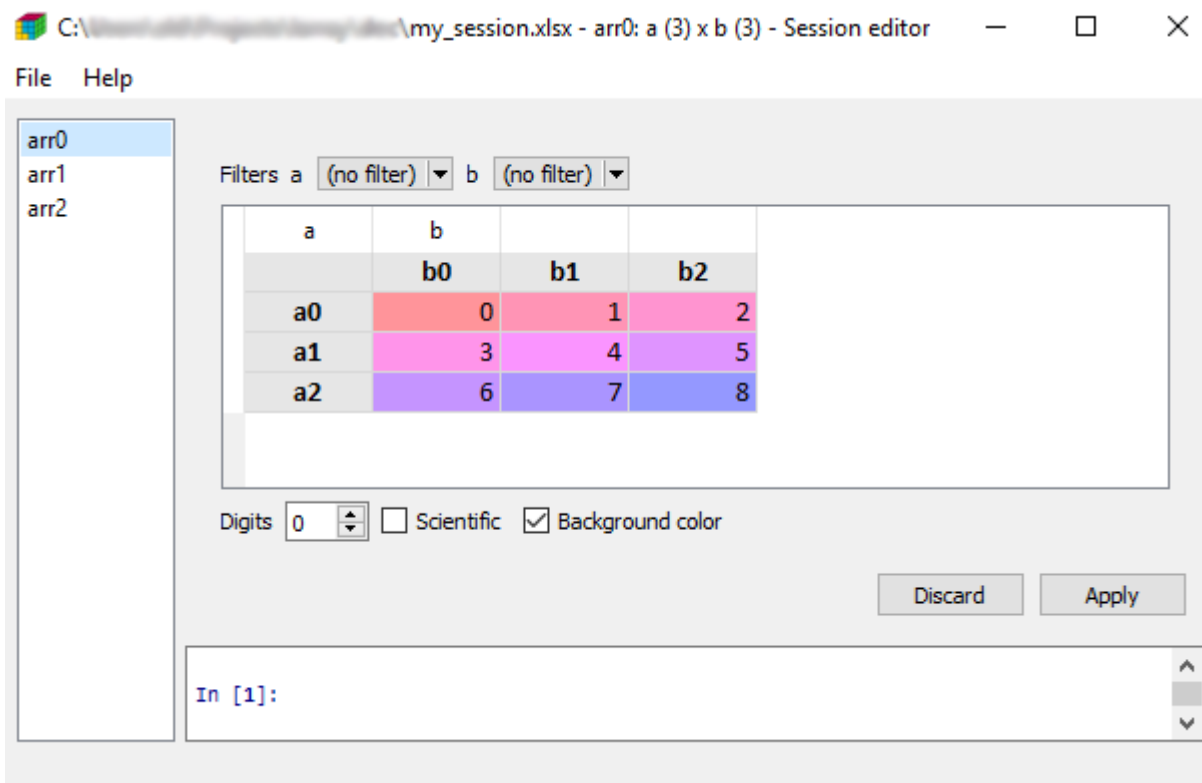 C:\ \my_session.xlsx - arr0: a (3) x b (3) - Session editor
File Help
arr0
arr1
arr2
Filters a (no filter) b (no filter)
a b
b0 b1 b2
a0 0 1 2
a1 3 4 5
a2 6 7 8
Digits 0 Scientific Background color
Discard Apply
In [1]: